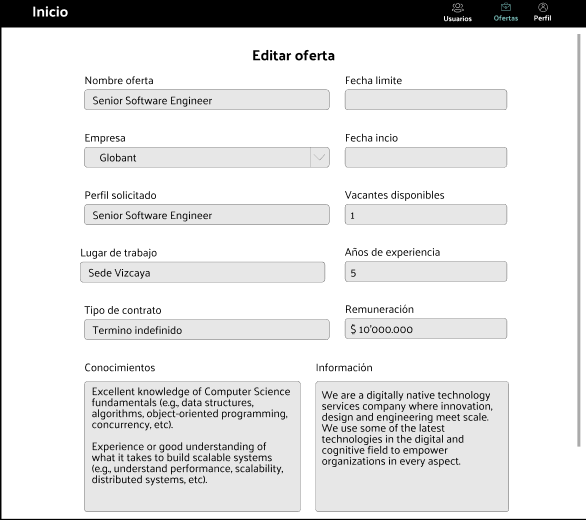 Inicio
Usuarios
Ofertas
Perfil
Editar oferta
Nombre oferta
Fecha limite
Senior Software Engineer
Empresa
Fecha incio
Globant
Perfil solicitado
Vacantes disponibles
Senior Software Engineer
1
Lugar de trabajo
Años de experiencia
Sede Vizcaya
5
Tipo de contrato
Remuneración
Termino indefinido
$ 10'000.000
Conocimientos
Información
Excellent knowledge of Computer Science
fundamentals (e.g., data structures,
algorithms, object-oriented programming,
concurrency, etc).
Experience or good understanding of
what it takes to build scalable systems
(e.g., understand performance, scalability,
distributed systems, etc).
We are a digitally native technology
services company where innovation,
design and engineering meet scale.
We use some of the latest
technologies in the digital and
cognitive field to empower
organizations in every aspect.